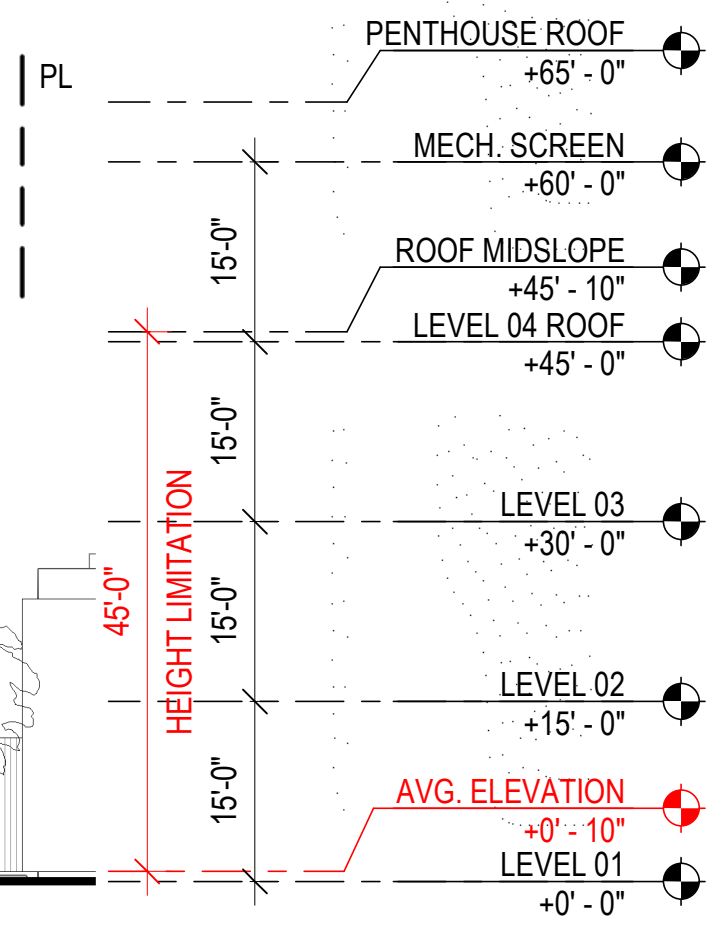 PENTHOUSE ROOF
+65' - 0"
PL
MECH. SCREEN
+60' - 0"
15'-0"
ROOF MIDSLOPE
+45' - 10"
LEVEL 04 ROOF
+45' - 0"
15'-0"
LEVEL 03
+30' - 0"
45'-0"
HEIGHT LIMITATION
15'-0"
LEVEL 02
+15' - 0"
15'-0"
AVG. ELEVATION
+0' - 10"
LEVEL 01
+0' - 0"